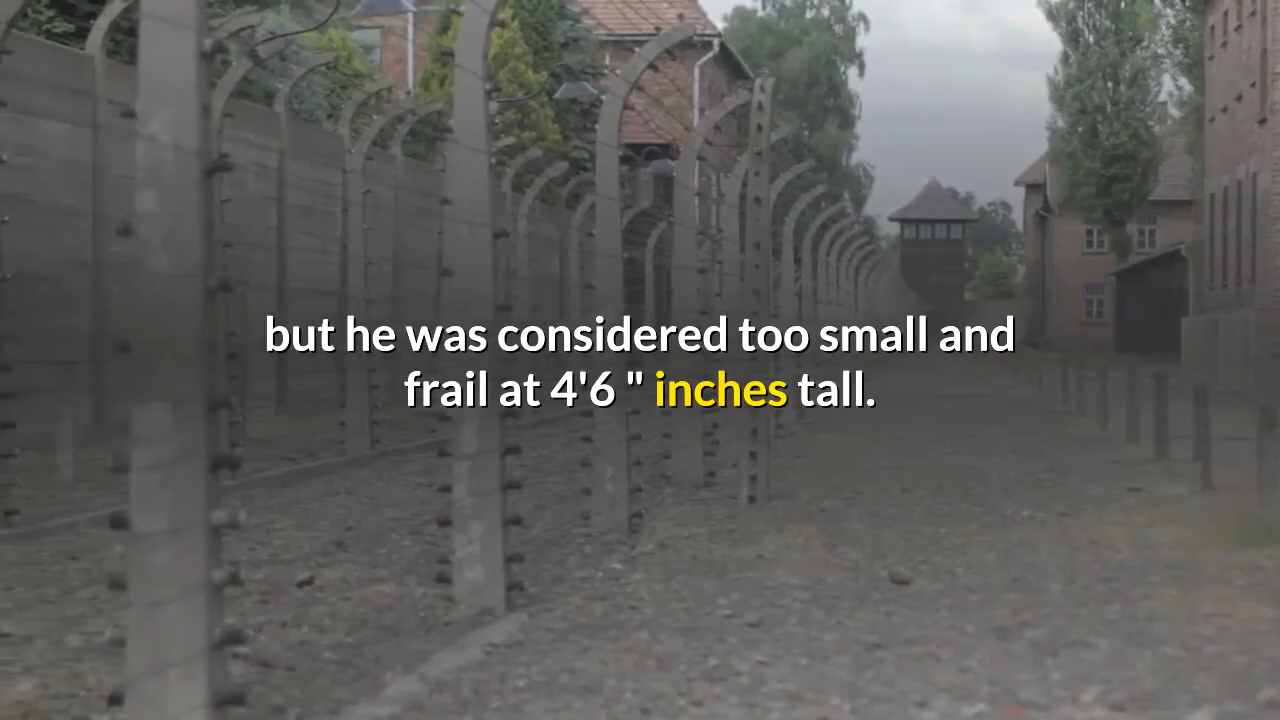 but he was considered too small and
frail at 4'6 " inches tall.